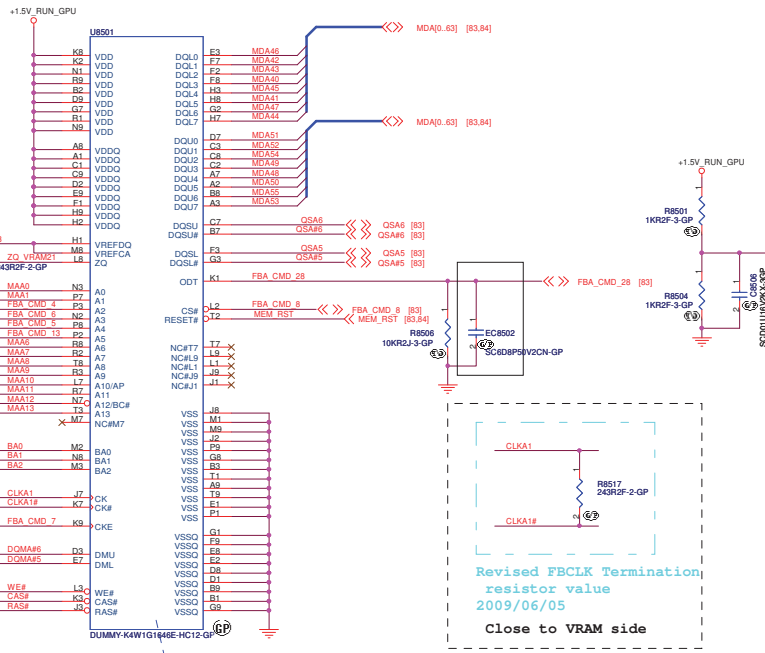 +1.5V_RUN_GPU
U8501
MDA[0..63] [83,84]
K8 VDD
K2 VDD
N1 VDD
R9 VDD
B2 VDD
D9 VDD
G7 VDD
R1 VDD
N9 VDD
A8 VDDQ
A1 VDDQ
C1 VDDQ
C9 VDDQ
D2 VDDQ
E9 VDDQ
F1 VDDQ
H9 VDDQ
H2 VDDQ
H1 VREFDQ
M8 VREFCA
ZQ_VRAM21 L8 ZQ
243R2F-2-GP
MAA0 N3 A0
MAA1 P7 A1
FBA_CMD_4 P3 A2
FBA_CMD_6 N2 A3
FBA_CMD_5 P8 A4
FBA_CMD_13 P2 A5
MAA6 R8 A6
MAA7 R2 A7
MAA8 T8 A8
MAA9 R3 A9
MAA10 L7 A10/AP
MAA11 R7 A11
MAA12 N7 A12/BC#
MAA13 T3 A13
M7 NC#M7
BA0 M2 BA0
BA1 N8 BA1
BA2 M3 BA2
CLKA1 J7 CK
CLKA1# K7 CK#
FBA_CMD_7 K9 CKE
DQMA#6 D3 DMU
DQMA#5 E7 DML
WE# L3 WE#
CAS# K3 CAS#
RAS# J3 RAS#
DQL0 E3 MDA46
DQL1 F7 MDA42
DQL2 F2 MDA43
DQL3 F8 MDA40
DQL4 H3 MDA45
DQL5 H8 MDA41
DQL6 G2 MDA47
DQL7 H7 MDA44
MDA[0..63] [83,84]
DQU0 D7 MDA51
DQU1 C3 MDA52
DQU2 C8 MDA54
DQU3 C2 MDA49
DQU4 A7 MDA48
DQU5 A2 MDA50
DQU6 B8 MDA55
DQU7 A3 MDA53
DQSU C7 QSA6 QSA6 [83]
DQSU# B7 QSA#6 QSA#6 [83]
DQSL F3 QSA5 QSA5 [83]
DQSL# G3 QSA#5 QSA#5 [83]
ODT K1 FBA_CMD_28 FBA_CMD_28 [83]
CS# L2 FBA_CMD_8 FBA_CMD_8 [83]
RESET# T2 MEM_RST MEM_RST [83,84]
NC#T7 T7
NC#L9 L9
NC#L1 L1
NC#J9 J9
NC#J1 J1
VSS J8
VSS M1
VSS M9
VSS J2
VSS P9
VSS G8
VSS B3
VSS T1
VSS A9
VSS T9
VSS E1
VSS P1
VSSQ G1
VSSQ F9
VSSQ E8
VSSQ E2
VSSQ D8
VSSQ D1
VSSQ B9
VSSQ B1
VSSQ G9
DUMMY-K4W1G1646E-HC12-GP
GP
1
R8506
10KR2J-3-GP
2
1
EC8502
SC6D8P50V2CN-GP
2
+1.5V_RUN_GPU
1
R8501
1KR2F-3-GP
2
1
R8504
1KR2F-3-GP
2
1
C8506
SCD01U16V2KX-3GP
2
CLKA1
1
R8517
243R2F-2-GP
2
CLKA1#
Revised FBCLK Termination
resistor value
2009/06/05
Close to VRAM side